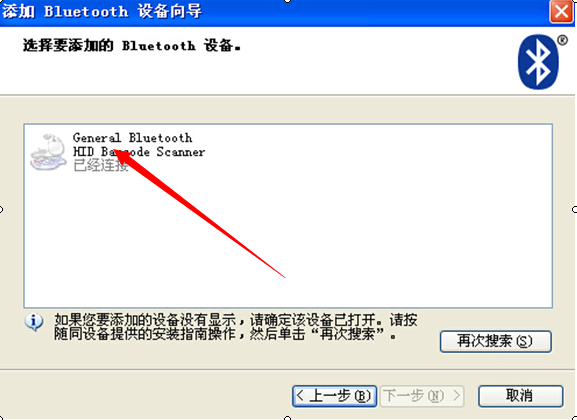 添加 Bluetooth 设备向导
选择要添加的 Bluetooth 设备。
®
General Bluetooth
HID Barcode Scanner
已经连接
如果您要添加的设备没有显示，请确定该设备已打开。请按
随同设备提供的安装指南操作，然后单击“再次搜索”。
再次搜索(S)
< 上一步(B)
下一步(N) >
取消